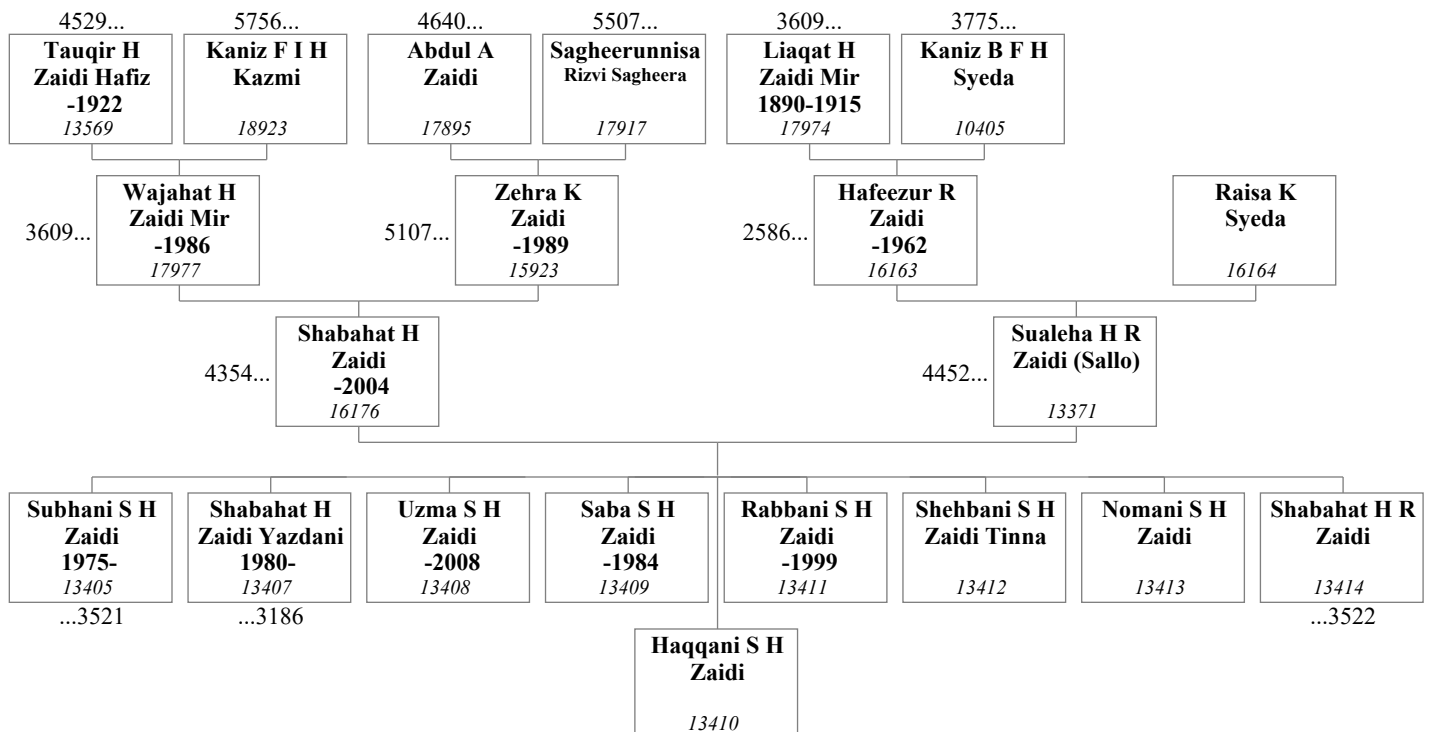 4529...
5756...
4640...
5507...
3609...
3775...
Tauqir H
Zaidi Hafiz
-1922
13569
Kaniz F I H
Kazmi
18923
Abdul A
Zaidi
17895
Sagheerunnisa
Rizvi Sagheera
17917
Liaqat H
Zaidi Mir
1890-1915
17974
Kaniz B F H
Syeda
10405
3609...
Wajahat H
Zaidi Mir
-1986
17977
5107...
Zehra K
Zaidi
-1989
15923
2586...
Hafeezur R
Zaidi
-1962
16163
Raisa K
Syeda
16164
4354...
Shabahat H
Zaidi
-2004
16176
4452...
Sualeha H R
Zaidi (Sallo)
13371
Subhani S H
Zaidi
1975-
13405
...3521
Shabahat H
Zaidi Yazdani
1980-
13407
...3186
Uzma S H
Zaidi
-2008
13408
Saba S H
Zaidi
-1984
13409
Rabbani S H
Zaidi
-1999
13411
Shehbani S H
Zaidi Tinna
13412
Nomani S H
Zaidi
13413
Shabahat H R
Zaidi
13414
...3522
Haqqani S H
Zaidi
13410